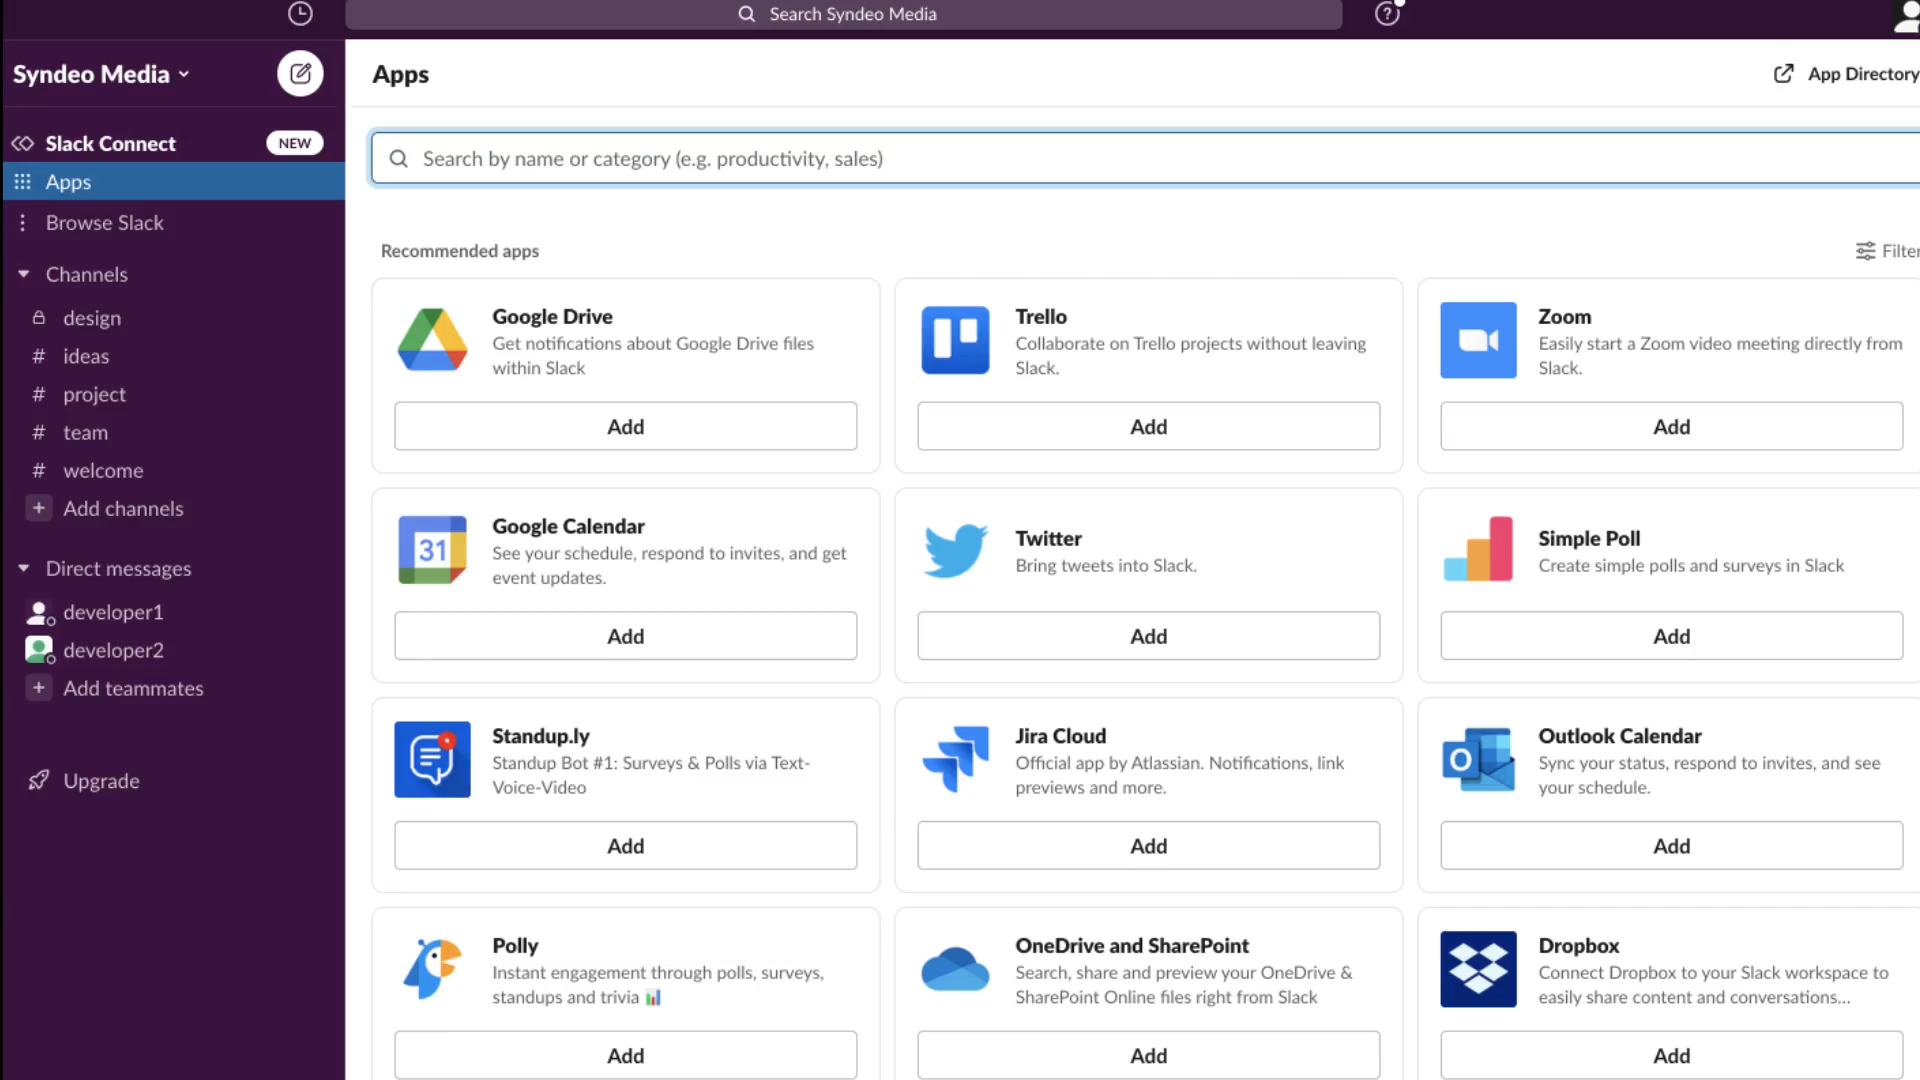 Search Syndeo Media
Syndeo Media
Apps
App Directory
Slack Connect
NEW
Apps
Browse Slack
Channels
design
# ideas
# project
# team
# welcome
+ Add channels
Direct messages
developer1
developer2
+ Add teammates
Upgrade
Search by name or category (e.g. productivity, sales)
Recommended apps
Filter
Google Drive
Get notifications about Google Drive files
within Slack
Add
Trello
Collaborate on Trello projects without leaving
Slack.
Add
Zoom
Easily start a Zoom video meeting directly from
Slack.
Add
31
Google Calendar
See your schedule, respond to invites, and get
event updates.
Add
Twitter
Bring tweets into Slack.
Add
Simple Poll
Create simple polls and surveys in Slack
Add
Standup.ly
Standup Bot #1: Surveys & Polls via Text-
Voice-Video
Add
Jira Cloud
Official app by Atlassian. Notifications, link
previews and more.
Add
O
Outlook Calendar
Sync your status, respond to invites, and see
your schedule.
Add
Polly
Instant engagement through polls, surveys,
standups and trivia 📊
Add
OneDrive and SharePoint
Search, share and preview your OneDrive &
SharePoint Online files right from Slack
Add
Dropbox
Connect Dropbox to your Slack workspace to
easily share content and conversations...
Add